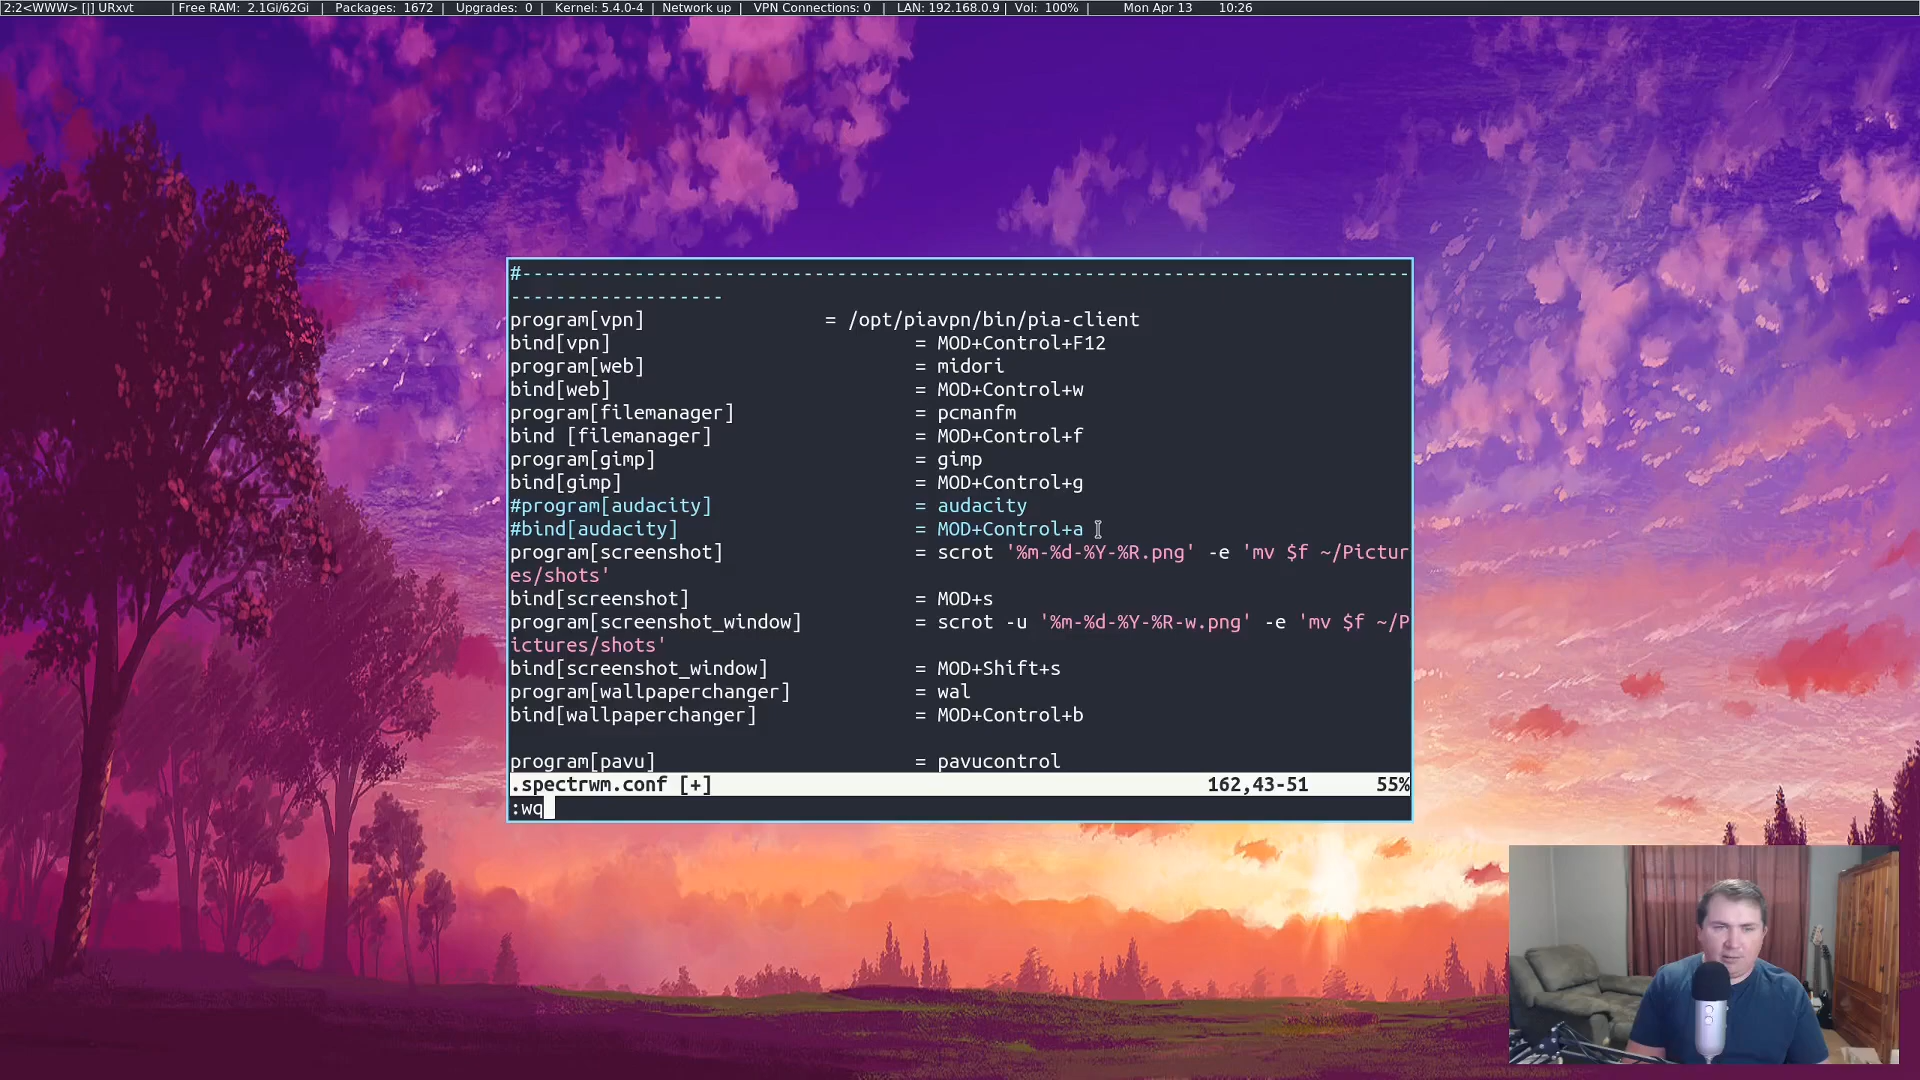 2:2<WWW> [|] URxvt | Free RAM: 2.1Gi/62Gi | Packages: 1672 | Upgrades: 0 | Kernel: 5.4.0-4 | Network up | VPN Connections: 0 | LAN: 192.168.0.9 | Vol: 100% | Mon Apr 13 10:26
#-------------------------------------------------------------------------------
-------------------
program[vpn] = /opt/piavpn/bin/pia-client
bind[vpn] = MOD+Control+F12
program[web] = midori
bind[web] = MOD+Control+w
program[filemanager] = pcmanfm
bind [filemanager] = MOD+Control+f
program[gimp] = gimp
bind[gimp] = MOD+Control+g
#program[audacity] = audacity
#bind[audacity] = MOD+Control+a
program[screenshot] = scrot '%m-%d-%Y-%R.png' -e 'mv $f ~/Pictur
es/shots'
bind[screenshot] = MOD+s
program[screenshot_window] = scrot -u '%m-%d-%Y-%R-w.png' -e 'mv $f ~/P
ictures/shots'
bind[screenshot_window] = MOD+Shift+s
program[wallpaperchanger] = wal
bind[wallpaperchanger] = MOD+Control+b
program[pavu] = pavucontrol
.spectrwm.conf [+] 162,43-51 55%
:wq